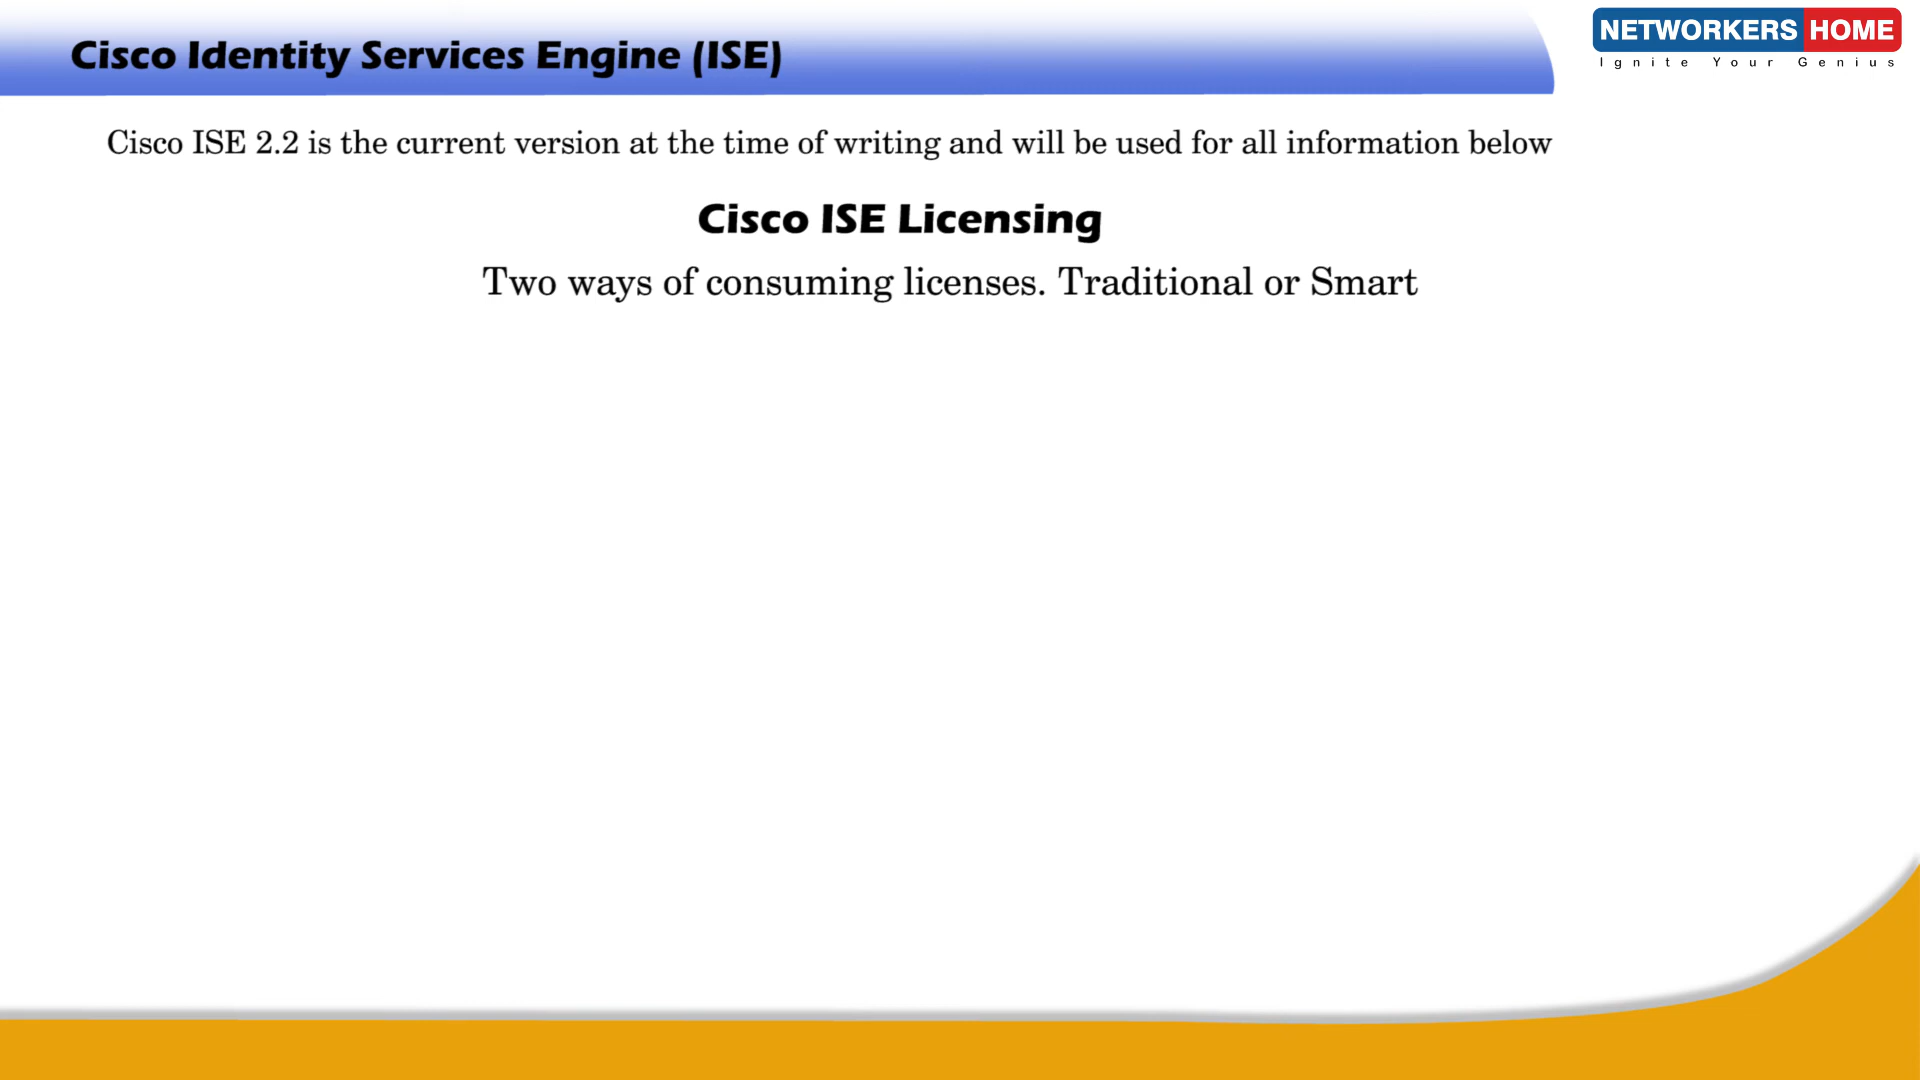 Cisco Identity Services Engine (ISE)
NETWORKERS HOME
Ignite Your Genius
Cisco ISE 2.2 is the current version at the time of writing and will be used for all information below
Cisco ISE Licensing
Two ways of consuming licenses. Traditional or Smart